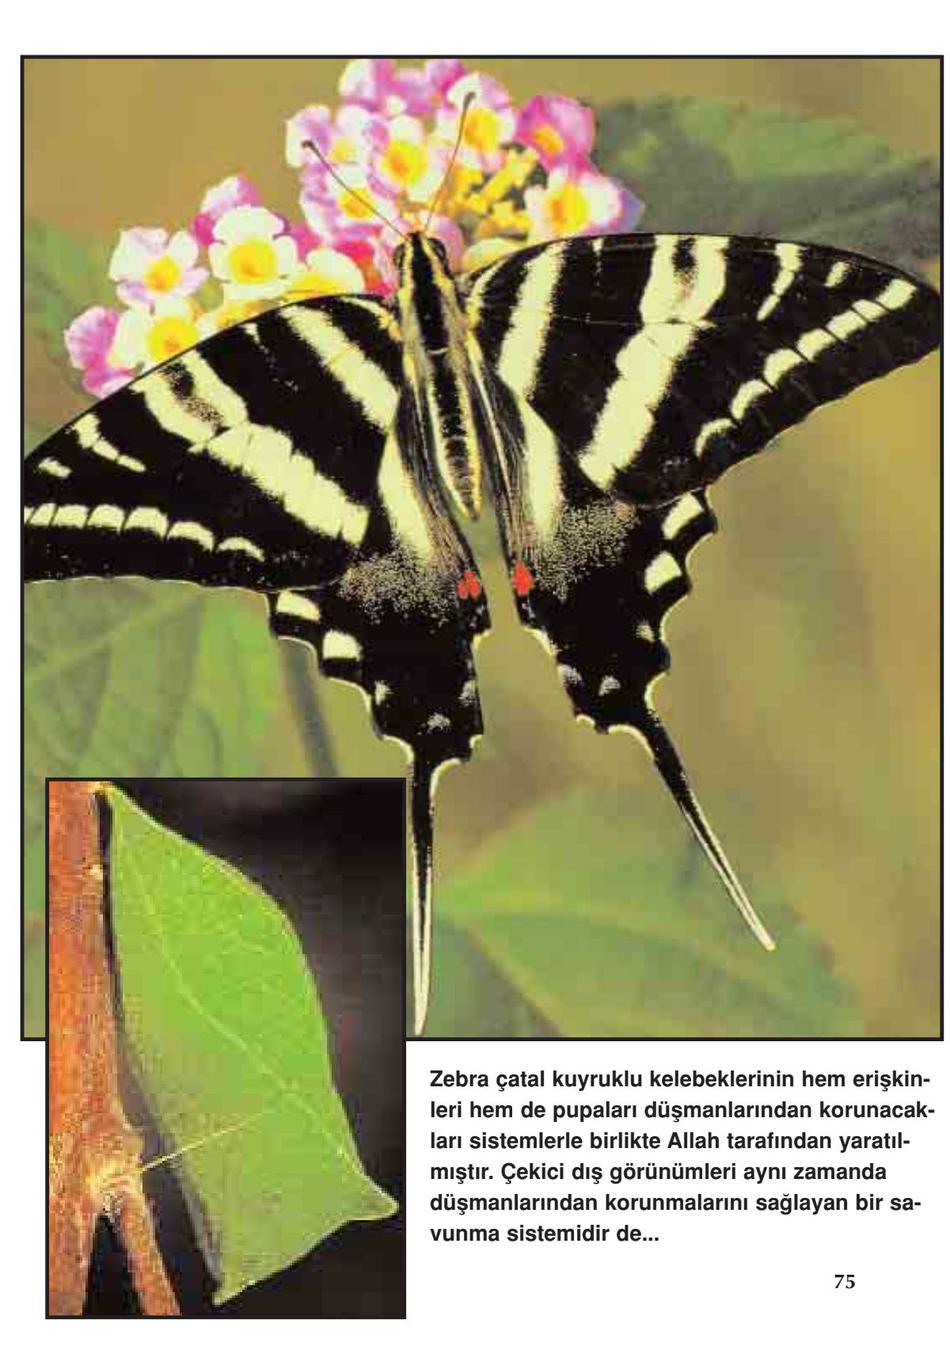 Zebra çatal kuyruklu kelebeklerinin hem erişkin-
leri hem de pupaları düşmanlarından korunacak-
ları sistemlerle birlikte Allah tarafından yaratıl-
mıştır. Çekici dış görünümleri aynı zamanda
düşmanlarından korunmalarını sağlayan bir sa-
vunma sistemidir de...
75